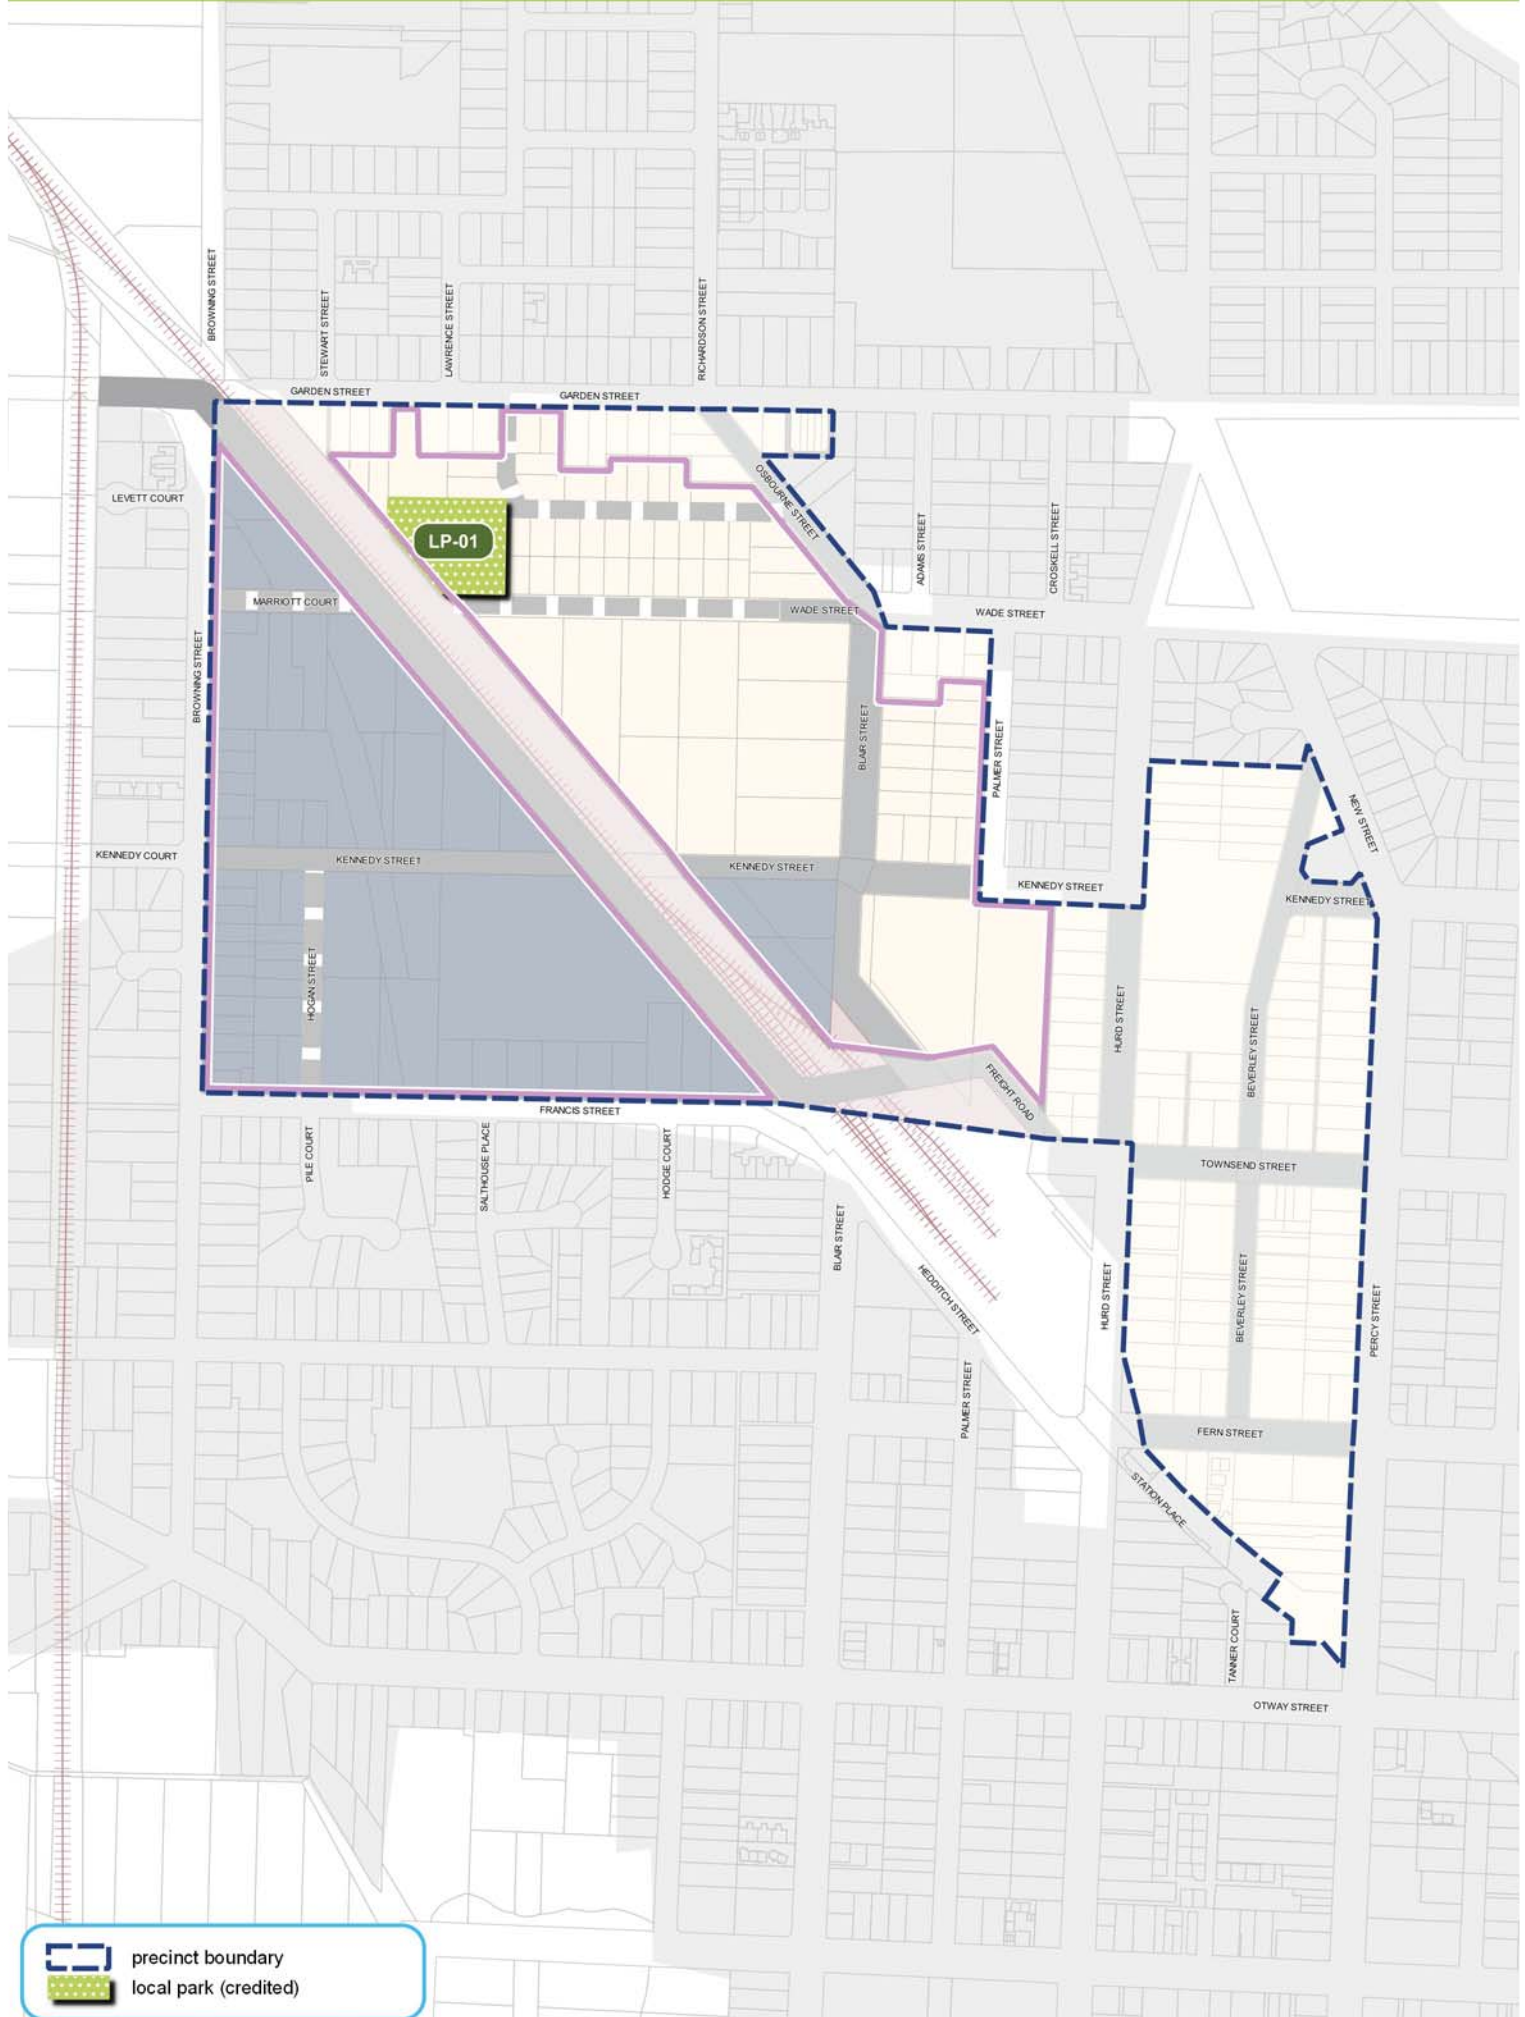 BROWNING STREET
STEWART STREET
LAWRENCE STREET
RICHARDSON STREET
GARDEN STREET
GARDEN STREET
OSBOURNE STREET
LEVETT COURT
LP-01
ADAMS STREET
CROSKELL STREET
MARRIOTT COURT
WADE STREET
WADE STREET
BROWNING STREET
BLAIR STREET
PALMER STREET
NEW STREET
KENNEDY COURT
KENNEDY STREET
KENNEDY STREET
KENNEDY STREET
KENNEDY STREET
HOGAN STREET
HURD STREET
BEVERLEY STREET
FREIGHT ROAD
FRANCIS STREET
PILE COURT
SALTHOUSE PLACE
HODGE COURT
TOWNSEND STREET
BLAIR STREET
HEDDITCH STREET
HURD STREET
BEVERLEY STREET
PERCY STREET
PALMER STREET
FERN STREET
STATION PLACE
TANNER COURT
OTWAY STREET
precinct boundary
local park (credited)